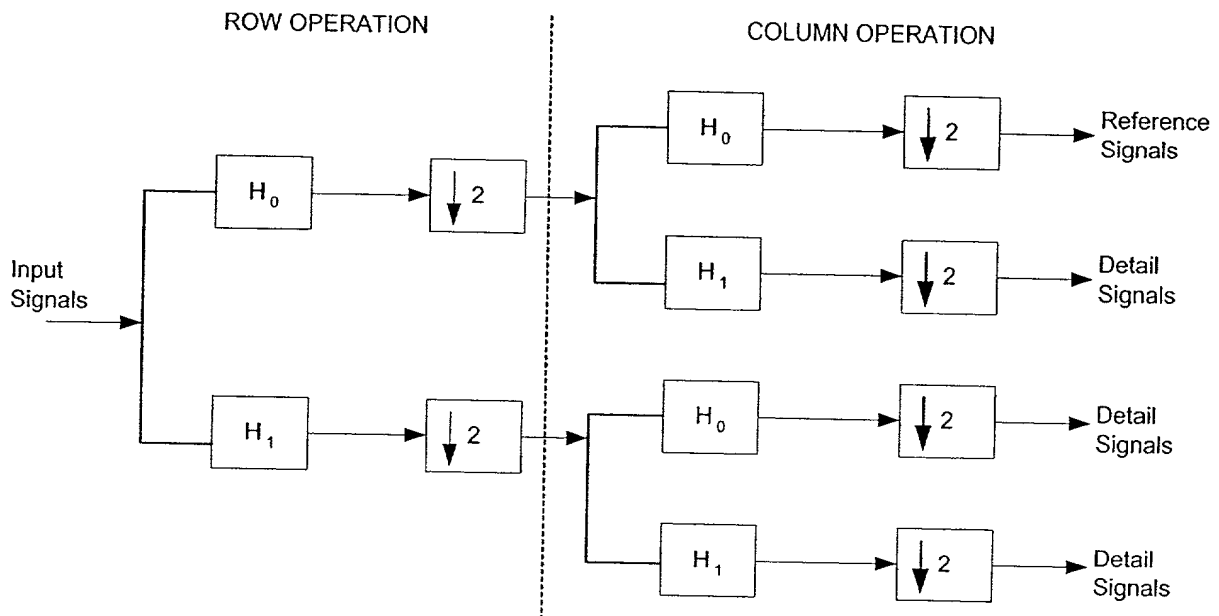 ROW OPERATION
COLUMN OPERATION
H0
2
Reference
Signals
H0
2
H1
2
Detail
Signals
Input
Signals
H1
2
H0
2
Detail
Signals
H1
2
Detail
Signals